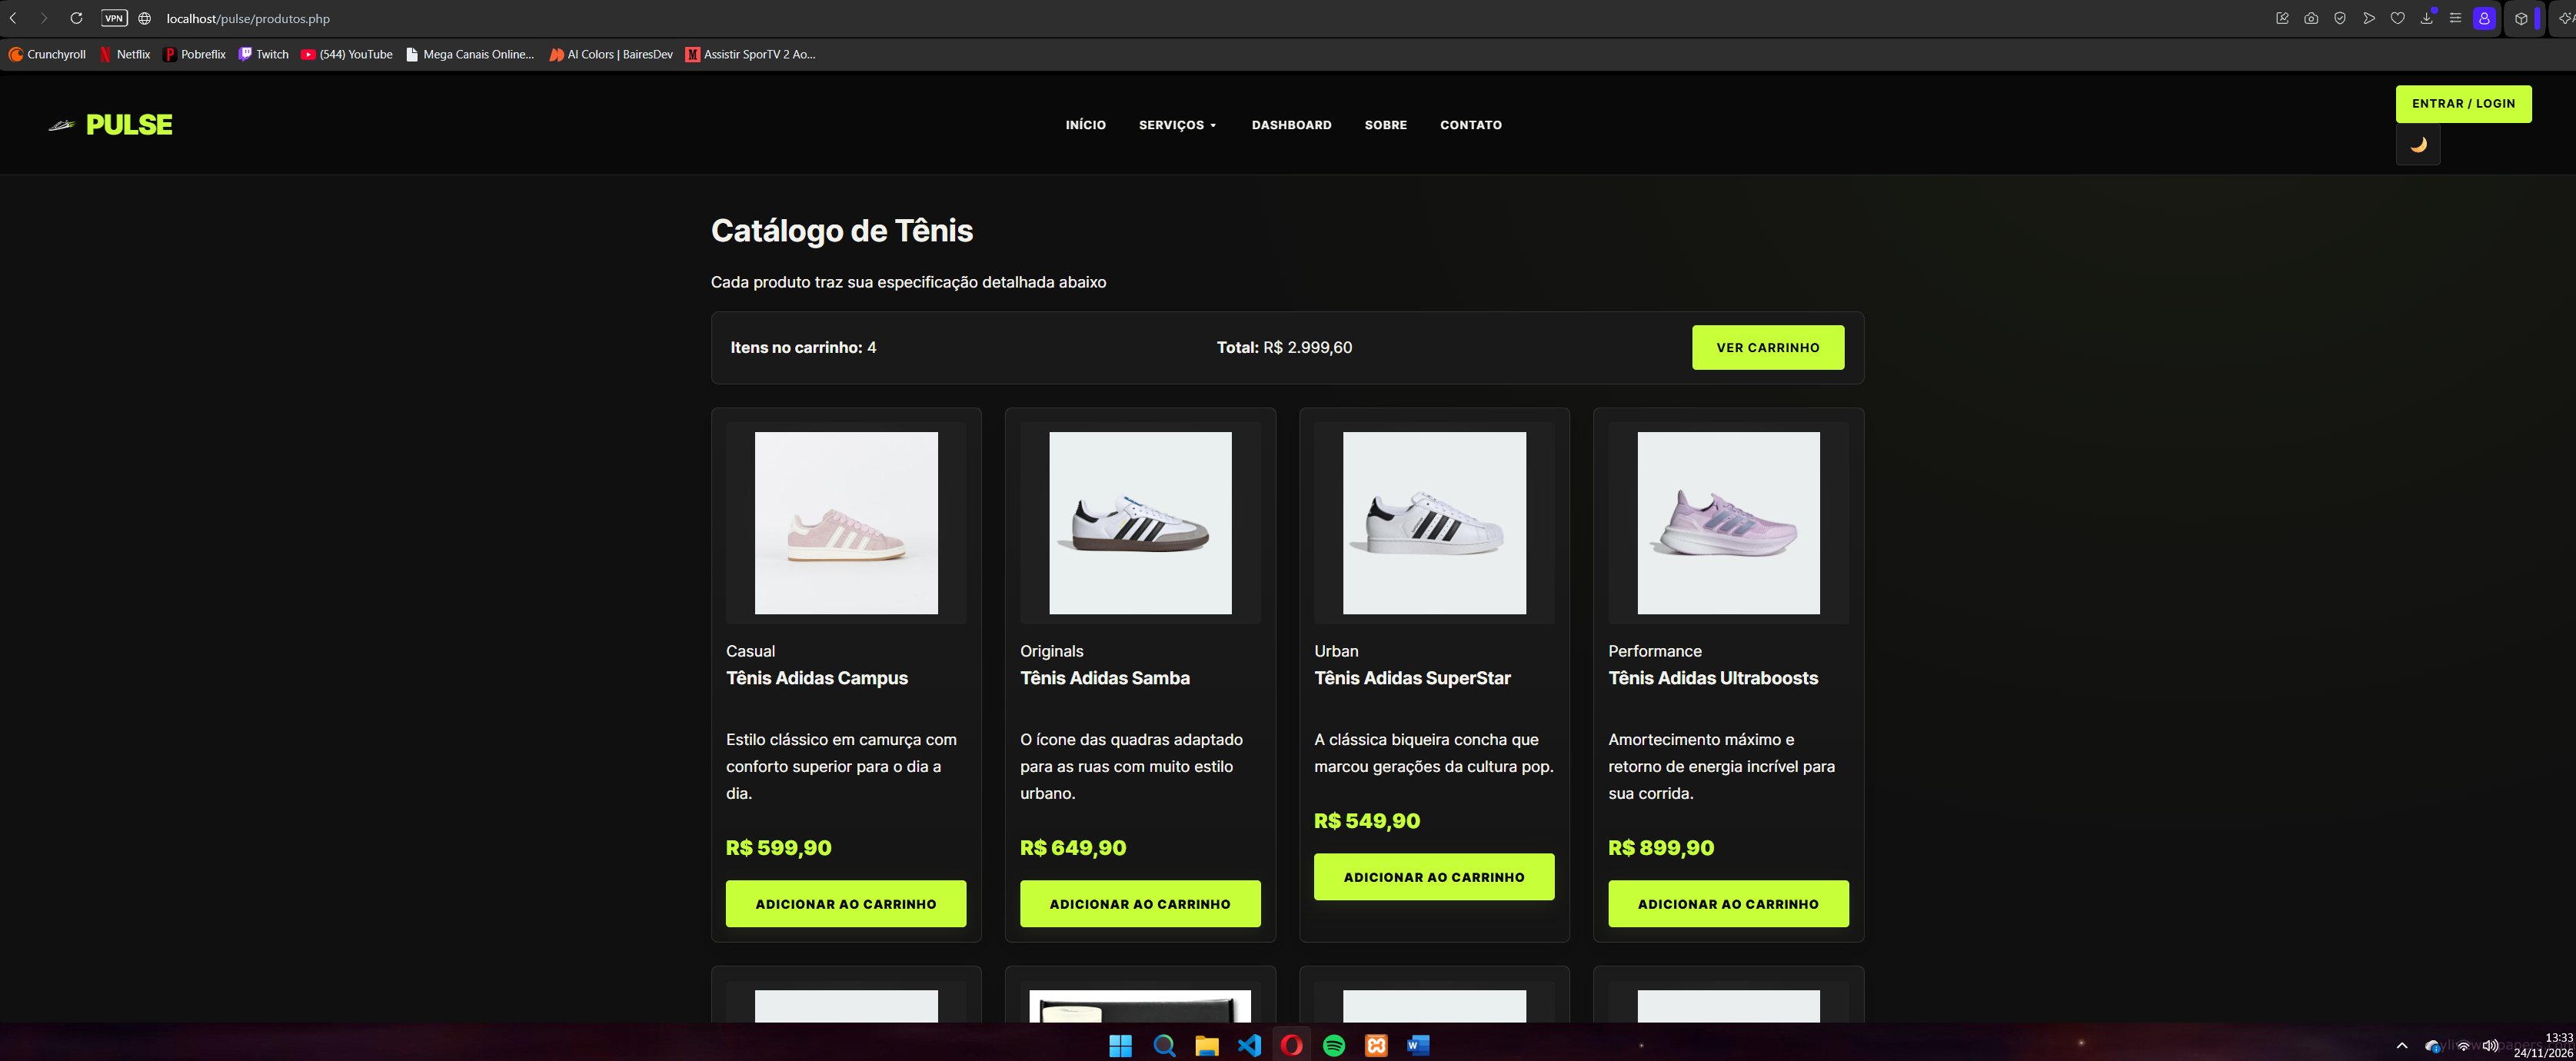 VPN localhost/pulse/produtos.php
Crunchyroll Netflix Pobreflix Twitch (544) YouTube Mega Canais Online... AI Colors | BairesDev Assistir SporTV 2 Ao...
PULSE INÍCIO SERVIÇOS DASHBOARD SOBRE CONTATO ENTRAR / LOGIN
Catálogo de Tênis
Cada produto traz sua especificação detalhada abaixo
Itens no carrinho: 4 Total: R$ 2.999,60 VER CARRINHO
Casual
Tênis Adidas Campus
Estilo clássico em camurça com
conforto superior para o dia a
dia.
R$ 599,90
ADICIONAR AO CARRINHO
Originals
Tênis Adidas Samba
O ícone das quadras adaptado
para as ruas com muito estilo
urbano.
R$ 649,90
ADICIONAR AO CARRINHO
Urban
Tênis Adidas SuperStar
A clássica biqueira concha que
marcou gerações da cultura pop.
R$ 549,90
ADICIONAR AO CARRINHO
Performance
Tênis Adidas Ultraboosts
Amortecimento máximo e
retorno de energia incrível para
sua corrida.
R$ 899,90
ADICIONAR AO CARRINHO
13:33